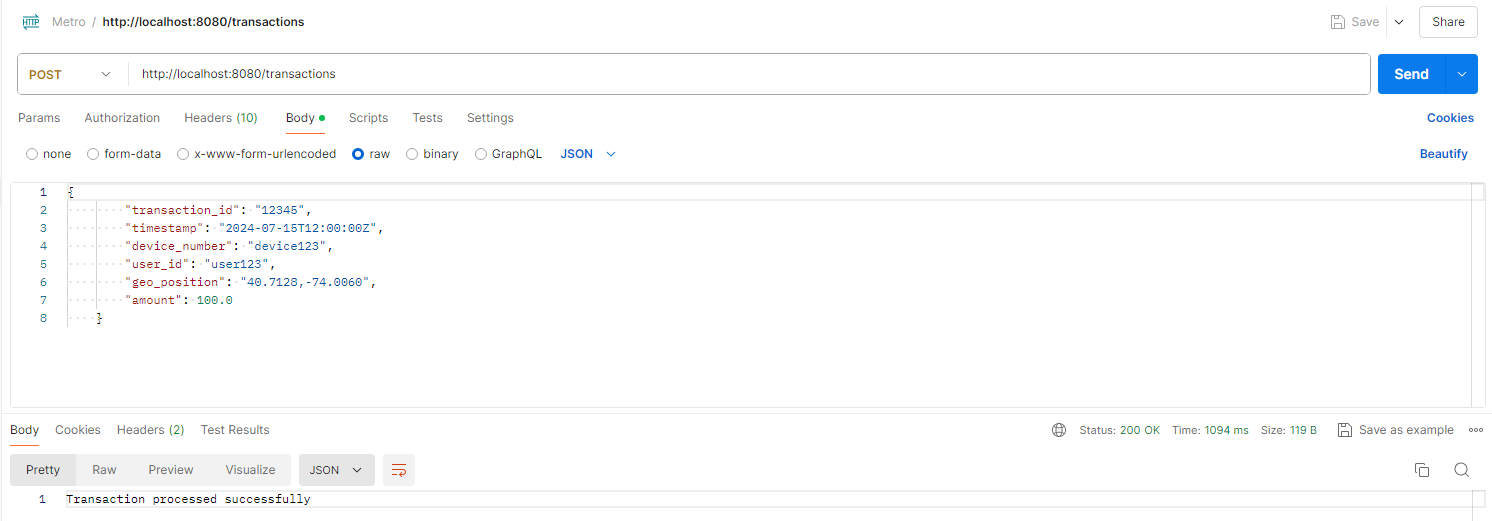 HTTP Metro / http://localhost:8080/transactions Save Share
POST http://localhost:8080/transactions Send
Params Authorization Headers (10) Body Scripts Tests Settings Cookies
none form-data x-www-form-urlencoded raw binary GraphQL JSON Beautify
1 {
2 "transaction_id": "12345",
3 "timestamp": "2024-07-15T12:00:00Z",
4 "device_number": "device123",
5 "user_id": "user123",
6 "geo_position": "40.7128,-74.0060",
7 "amount": 100.0
8 }
Body Cookies Headers (2) Test Results Status: 200 OK Time: 1094 ms Size: 119 B Save as example
Pretty Raw Preview Visualize JSON
1 Transaction processed successfully